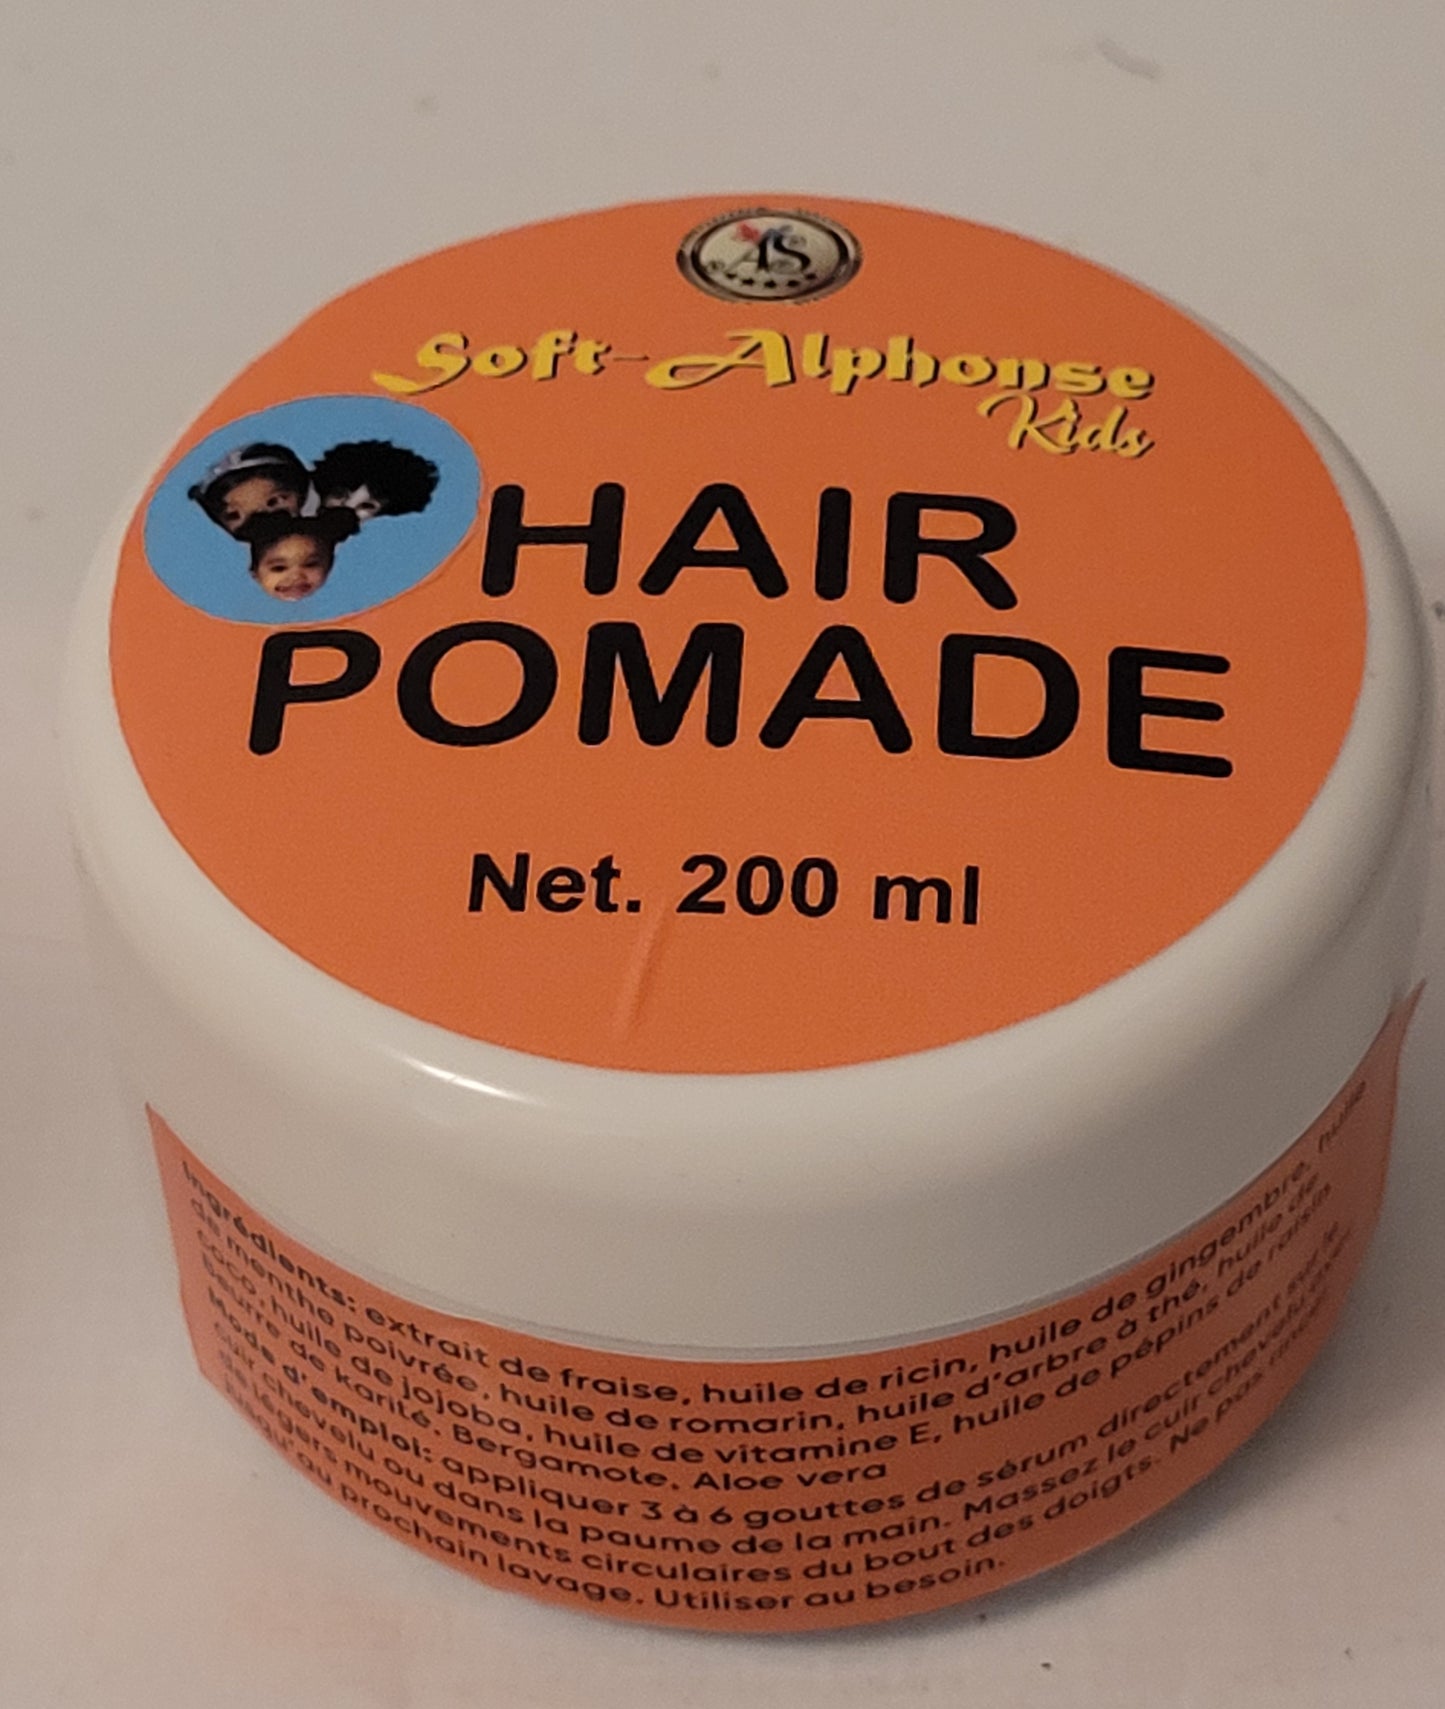 AS
Soft-Alphonse
Kids
HAIR
POMADE
Net. 200 ml
Ingrédients: extrait de fraise, huile de ricin, huile de gingembre, huile
de menthe poivrée, huile de romarin, huile d'arbre à thé, huile de
coco, huile de jojoba, huile de vitamine E, huile de pépins de raisin
Beurre de karité. Bergamote, Aloe vera
Mode d'emploi: appliquer 3 à 6 gouttes de sérum directement sur le
cuir chevelu ou dans la paume de la main. Massez le cuir chevelu avec
de légers mouvements circulaires du bout des doigts. Ne pas rincer
jusqu'au prochain lavage. Utiliser au besoin.